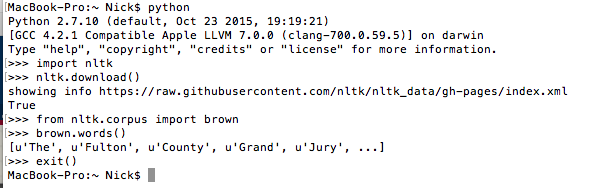 MacBook-Pro:~ Nick$ python
Python 2.7.10 (default, Oct 23 2015, 19:19:21)
[GCC 4.2.1 Compatible Apple LLVM 7.0.0 (clang-700.0.59.5)] on darwin
Type "help", "copyright", "credits" or "license" for more information.
[>>> import nltk
[>>> nltk.download()
showing info https://raw.githubusercontent.com/nltk/nltk_data/gh-pages/index.xml
True
[>>> from nltk.corpus import brown
[>>> brown.words()
[u'The', u'Fulton', u'County', u'Grand', u'Jury', ...]
[>>> exit()
MacBook-Pro:~ Nick$